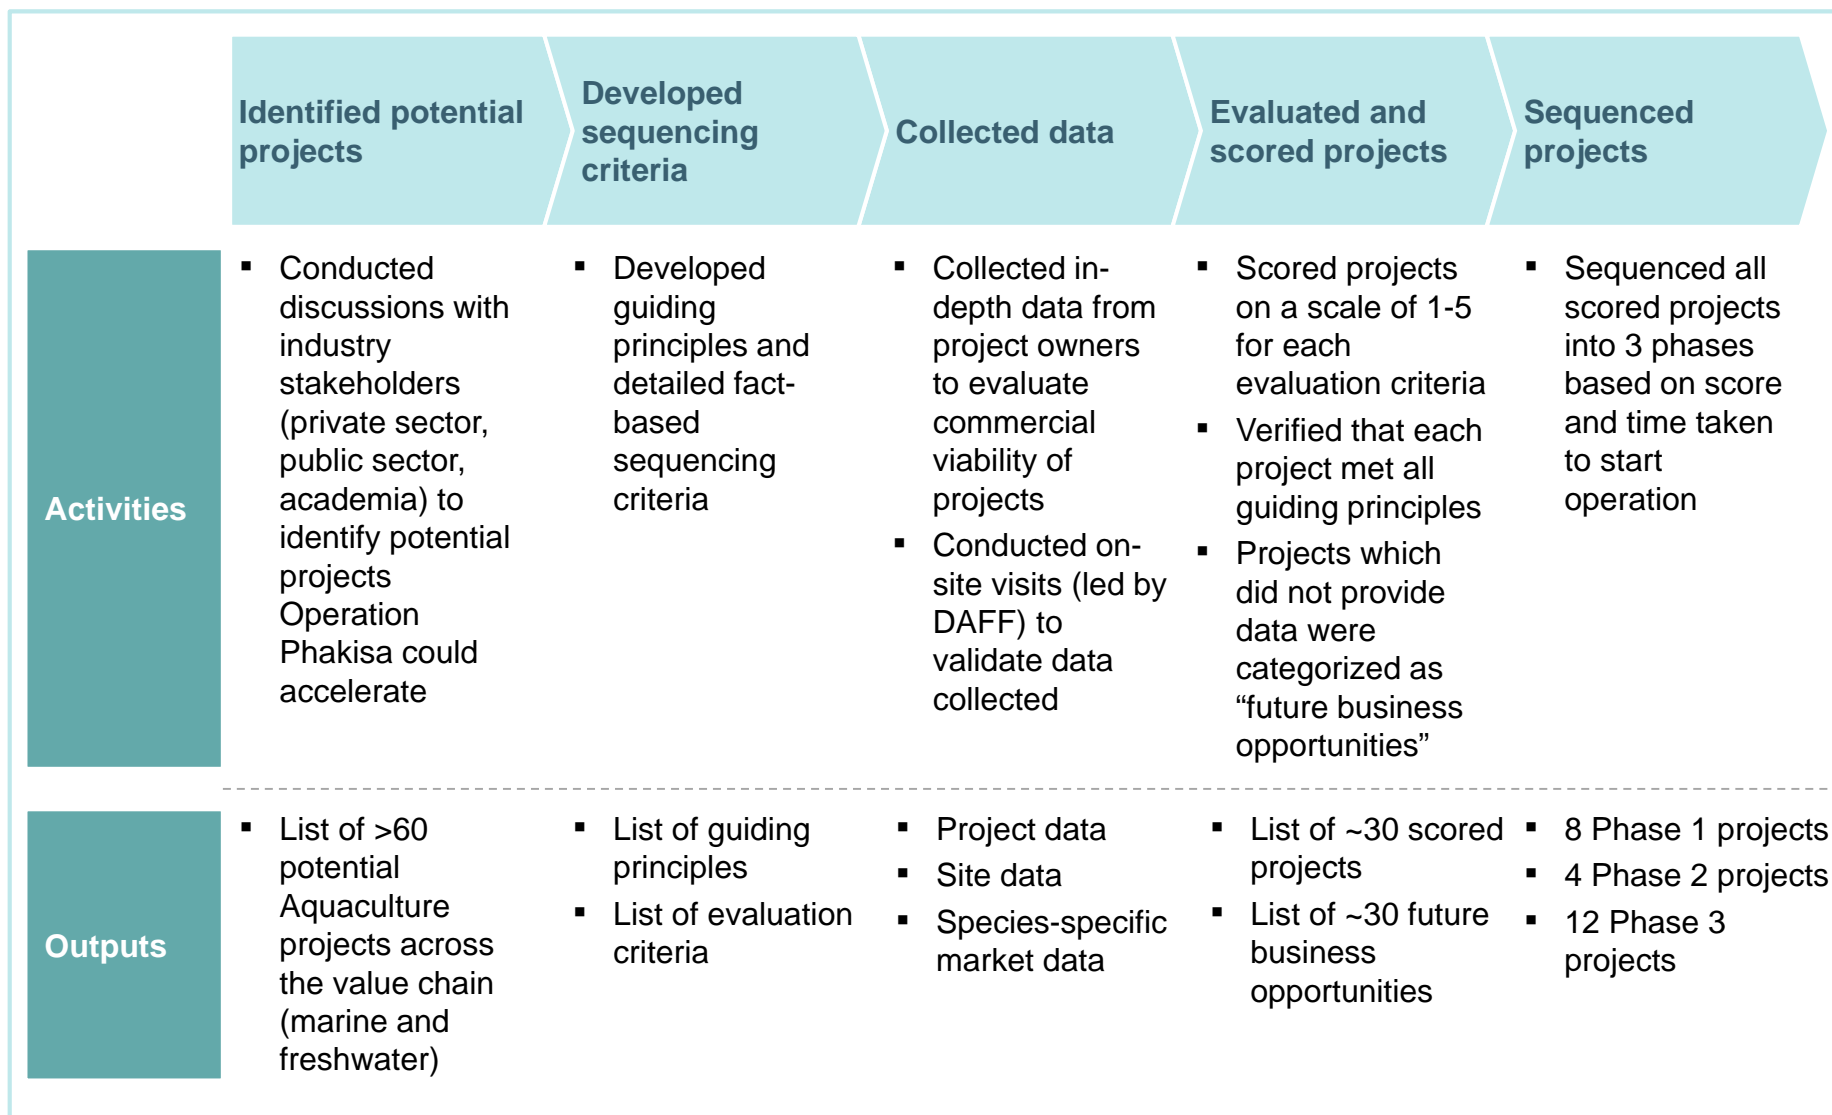 Identified potential
projects
Developed
sequencing
criteria
Collected data
Evaluated and
scored projects
Sequenced
projects
Activities
▪ Conducted
discussions with
industry
stakeholders
(private sector,
public sector,
academia) to
identify potential
projects
Operation
Phakisa could
accelerate
▪ Developed
guiding
principles and
detailed fact-
based
sequencing
criteria
▪ Collected in-
depth data from
project owners
to evaluate
commercial
viability of
projects
▪ Conducted on-
site visits (led by
DAFF) to
validate data
collected
▪ Scored projects
on a scale of 1-5
for each
evaluation criteria
▪ Verified that each
project met all
guiding principles
▪ Projects which
did not provide
data were
categorized as
“future business
opportunities”
▪ Sequenced all
scored projects
into 3 phases
based on score
and time taken
to start
operation
Outputs
▪ List of >60
potential
Aquaculture
projects across
the value chain
(marine and
freshwater)
▪ List of guiding
principles
▪ List of evaluation
criteria
▪ Project data
▪ Site data
▪ Species-specific
market data
▪ List of ~30 scored
projects
▪ List of ~30 future
business
opportunities
▪ 8 Phase 1 projects
▪ 4 Phase 2 projects
▪ 12 Phase 3
projects